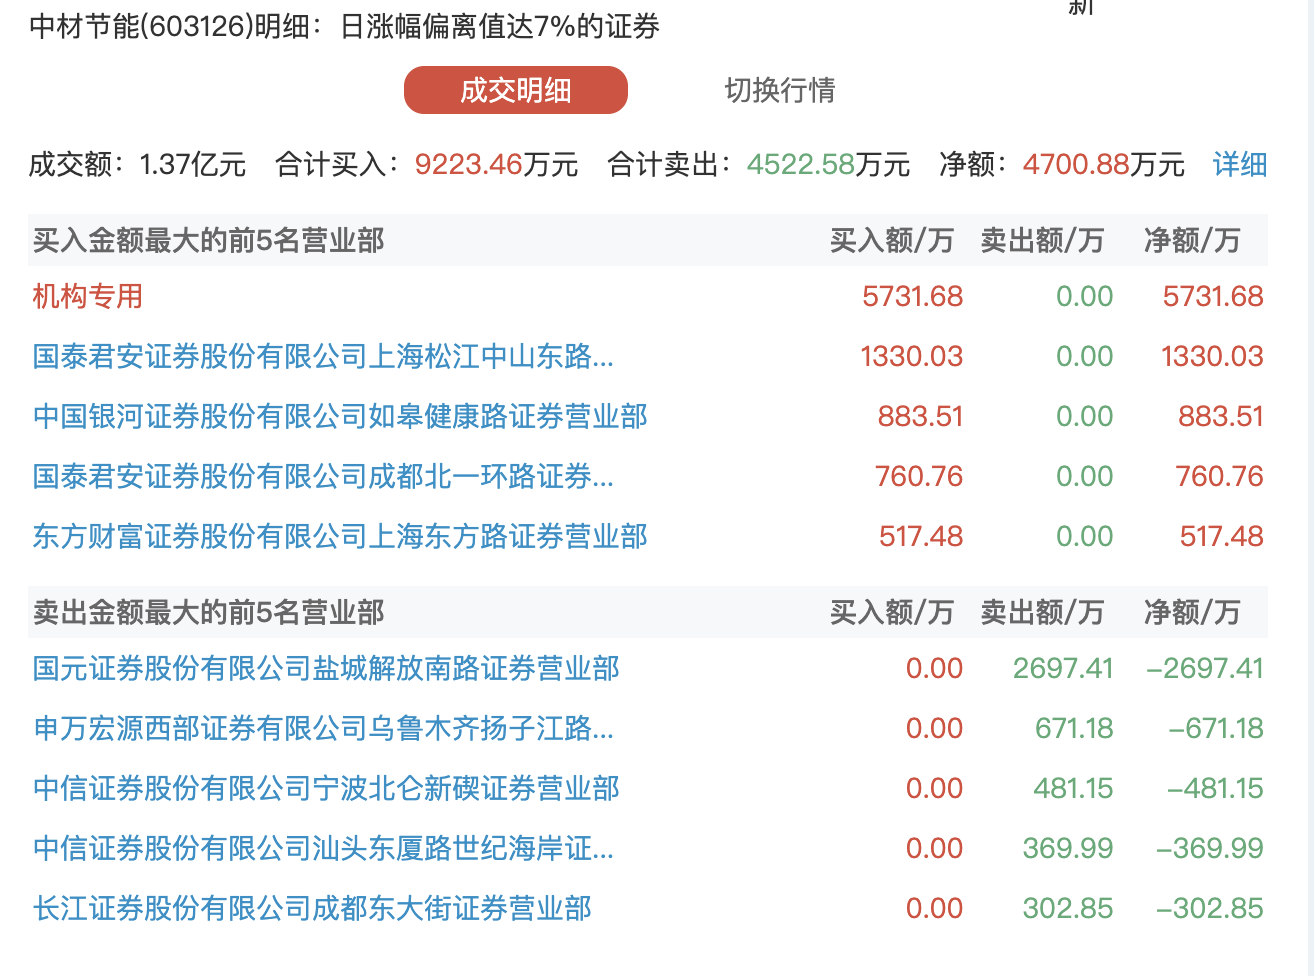 新
中材节能(603126)明细：日涨幅偏离值达7%的证券
成交明细 切换行情
成交额：1.37亿元 合计买入：9223.46万元 合计卖出：4522.58万元 净额：4700.88万元 详细
买入金额最大的前5名营业部 买入额/万 卖出额/万 净额/万
机构专用 5731.68 0.00 5731.68
国泰君安证券股份有限公司上海松江中山东路... 1330.03 0.00 1330.03
中国银河证券股份有限公司如皋健康路证券营业部 883.51 0.00 883.51
国泰君安证券股份有限公司成都北一环路证券... 760.76 0.00 760.76
东方财富证券股份有限公司上海东方路证券营业部 517.48 0.00 517.48
卖出金额最大的前5名营业部 买入额/万 卖出额/万 净额/万
国元证券股份有限公司盐城解放南路证券营业部 0.00 2697.41 -2697.41
申万宏源西部证券有限公司乌鲁木齐扬子江路... 0.00 671.18 -671.18
中信证券股份有限公司宁波北仑新碶证券营业部 0.00 481.15 -481.15
中信证券股份有限公司汕头东厦路世纪海岸证... 0.00 369.99 -369.99
长江证券股份有限公司成都东大街证券营业部 0.00 302.85 -302.85